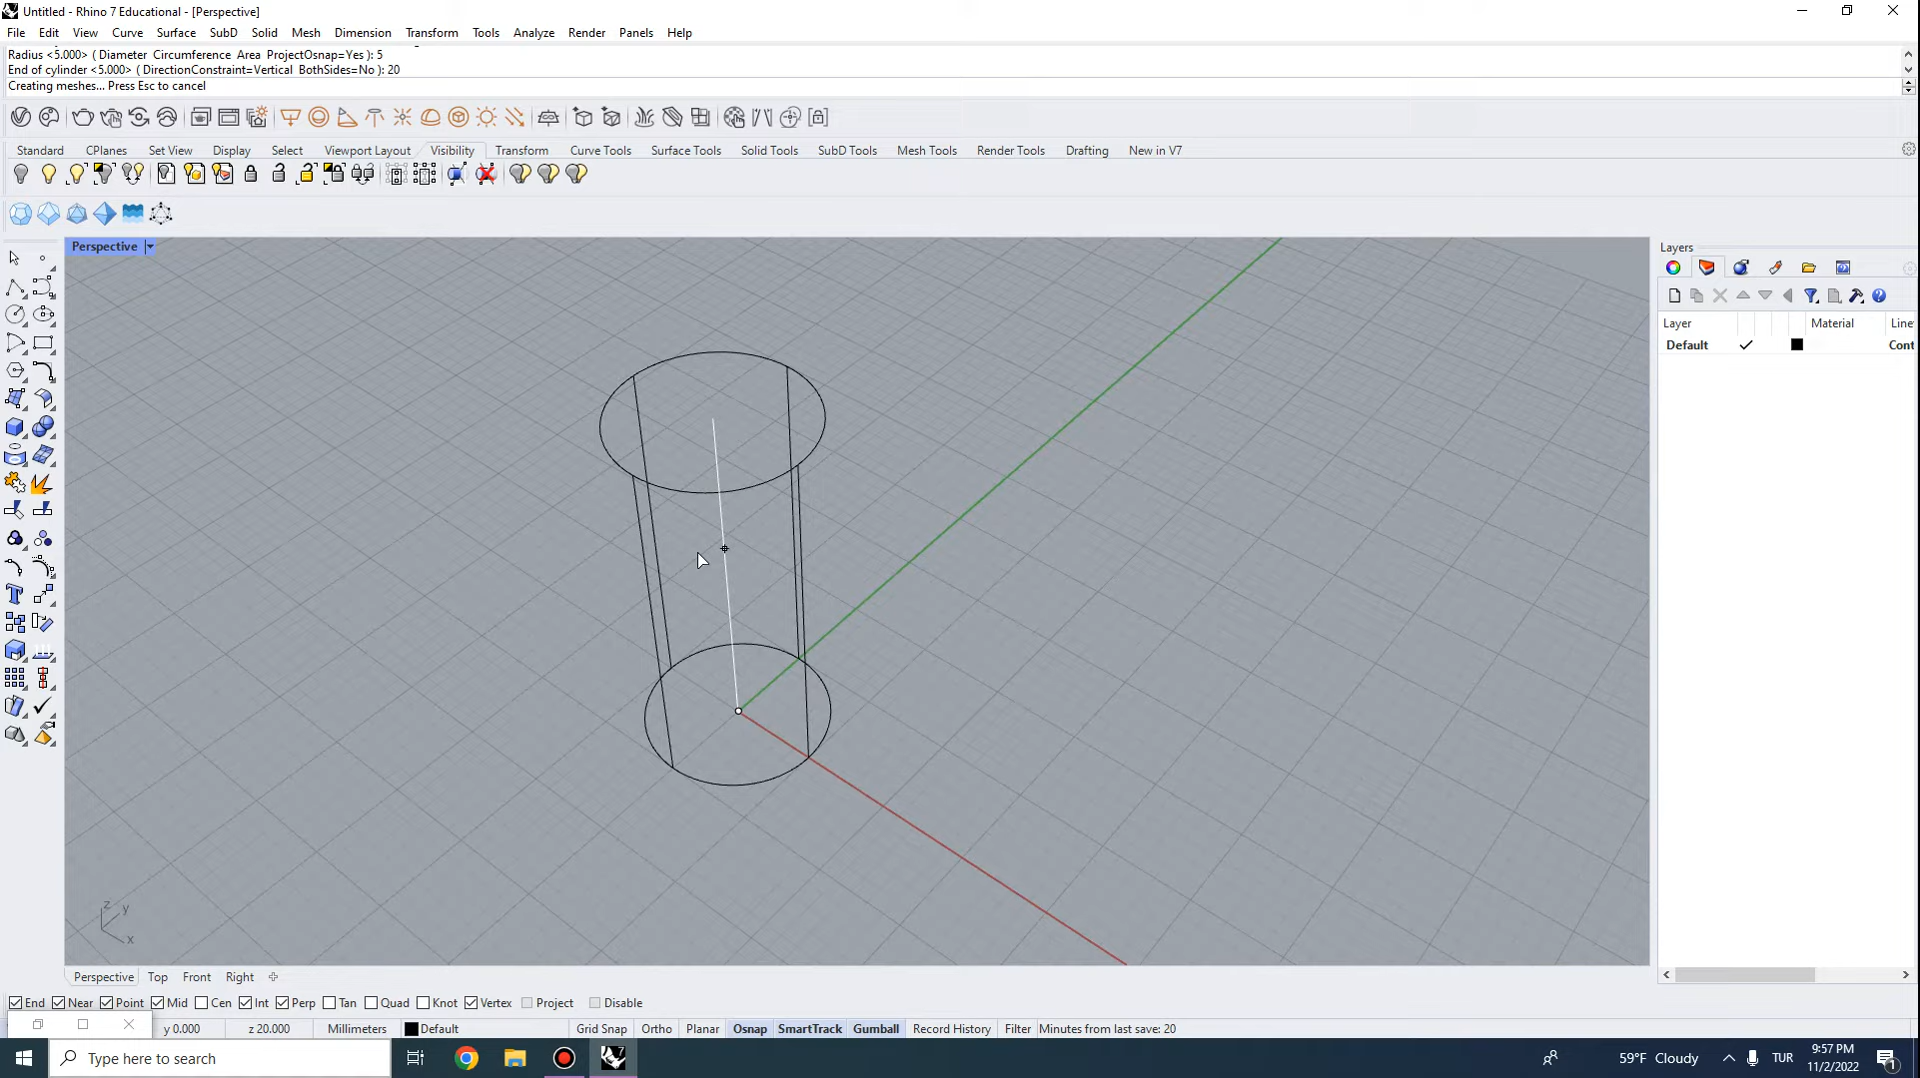 Untitled - Rhino 7 Educational - [Perspective]
File Edit View Curve Surface SubD Solid Mesh Dimension Transform Tools Analyze Render Panels Help
Radius <5.000> ( Diameter Circumference Area ProjectOsnap=Yes ): 5
End of cylinder <5.000> ( DirectionConstraint=Vertical BothSides=No ): 20
Creating meshes... Press Esc to cancel
Standard CPlanes Set View Display Select Viewport Layout Visibility Transform Curve Tools Surface Tools Solid Tools SubD Tools Mesh Tools Render Tools Drafting New in V7
Perspective
Layers
Layer Material Line
Default Cont
z
y
x
Perspective Top Front Right
End Near Point Mid Cen Int Perp Tan Quad Knot Vertex Project Disable
y 0.000 z 20.000 Millimeters Default Grid Snap Ortho Planar Osnap SmartTrack Gumball Record History Filter Minutes from last save: 20
Type here to search
7
59°F Cloudy
TUR
9:57 PM
11/2/2022
1